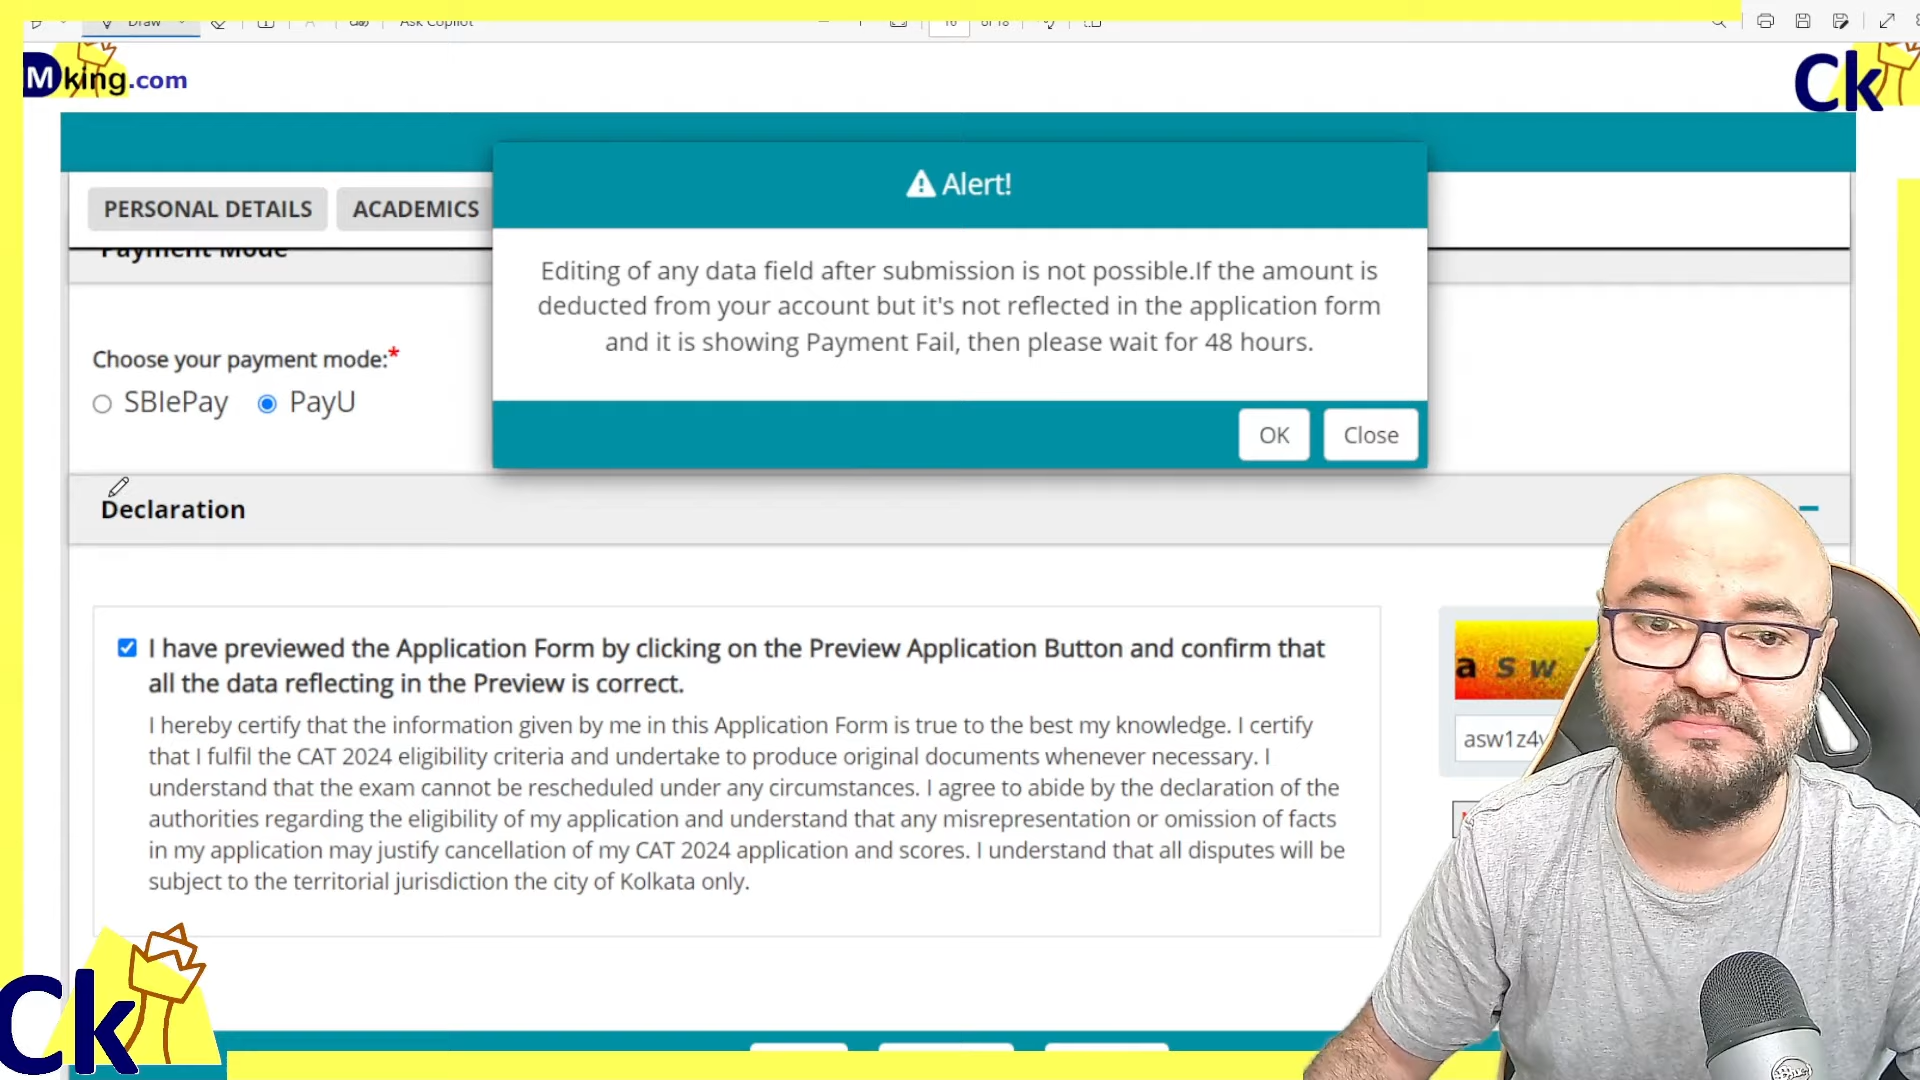 Draw
Ask Copilot
16 of 18
Mking.com
Ck
Alert!
PERSONAL DETAILS
ACADEMICS
Payment Mode
Editing of any data field after submission is not possible.If the amount is
deducted from your account but it's not reflected in the application form
and it is showing Payment Fail, then please wait for 48 hours.
Choose your payment mode:*
SBIePay
PayU
OK
Close
Declaration
I have previewed the Application Form by clicking on the Preview Application Button and confirm that
all the data reflecting in the Preview is correct.
I hereby certify that the information given by me in this Application Form is true to the best my knowledge. I certify
that I fulfil the CAT 2024 eligibility criteria and undertake to produce original documents whenever necessary. I
understand that the exam cannot be rescheduled under any circumstances. I agree to abide by the declaration of the
authorities regarding the eligibility of my application and understand that any misrepresentation or omission of facts
in my application may justify cancellation of my CAT 2024 application and scores. I understand that all disputes will be
subject to the territorial jurisdiction the city of Kolkata only.
a s w
asw1z4
Ck